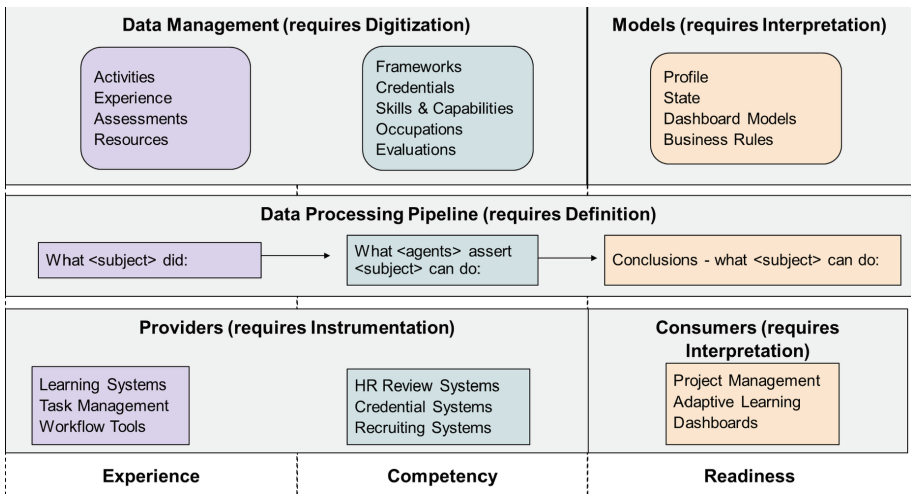 Data Management (requires Digitization)
Models (requires Interpretation)
Activities
Experience
Assessments
Resources
Frameworks
Credentials
Skills & Capabilities
Occupations
Evaluations
Profile
State
Dashboard Models
Business Rules
Data Processing Pipeline (requires Definition)
What <subject> did:
What <agents> assert
<subject> can do:
Conclusions - what <subject> can do:
Providers (requires Instrumentation)
Consumers (requires
Interpretation)
Learning Systems
Task Management
Workflow Tools
HR Review Systems
Credential Systems
Recruiting Systems
Project Management
Adaptive Learning
Dashboards
Experience
Competency
Readiness